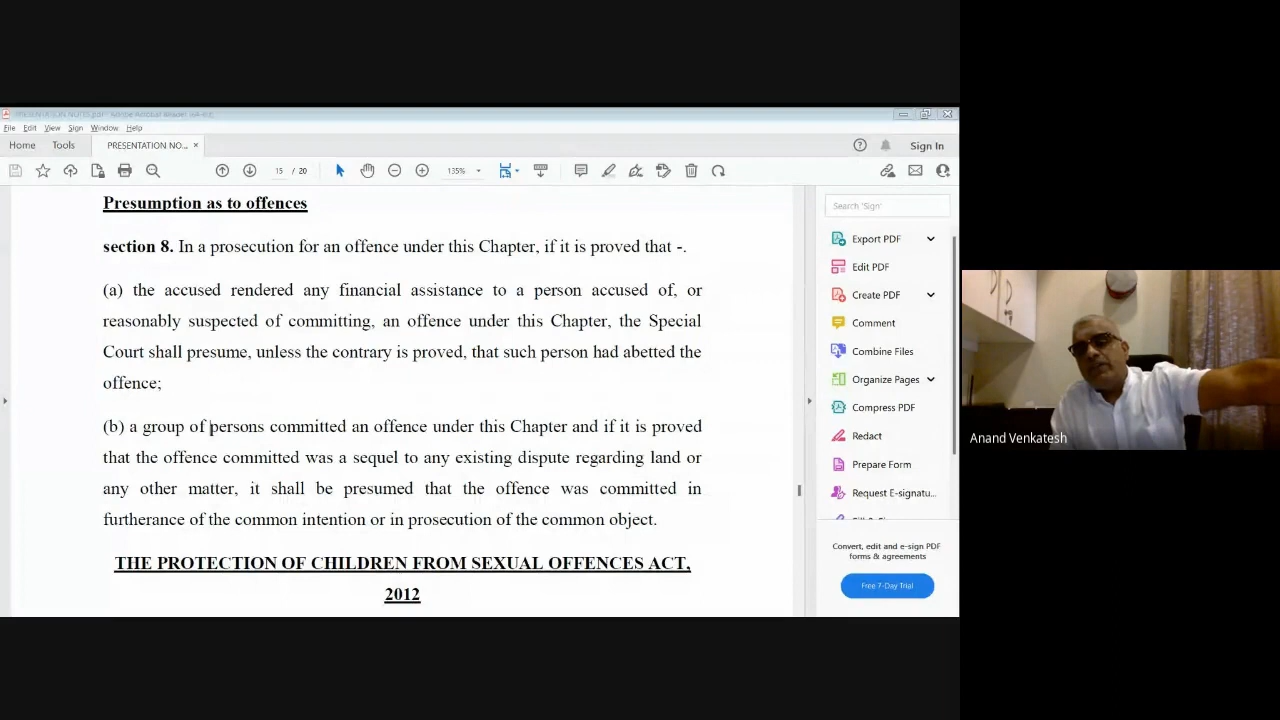 File Edit View Sign Window Help
Home Tools PRESENTATION NO... × Sign In
15 / 20 135%
Presumption as to offences
section 8. In a prosecution for an offence under this Chapter, if it is proved that -.
(a) the accused rendered any financial assistance to a person accused of, or
reasonably suspected of committing, an offence under this Chapter, the Special
Court shall presume, unless the contrary is proved, that such person had abetted the
offence;
(b) a group of persons committed an offence under this Chapter and if it is proved
that the offence committed was a sequel to any existing dispute regarding land or
any other matter, it shall be presumed that the offence was committed in
furtherance of the common intention or in prosecution of the common object.
THE PROTECTION OF CHILDREN FROM SEXUAL OFFENCES ACT,
2012
Search 'Sign'
Export PDF
Edit PDF
Create PDF
Comment
Combine Files
Organize Pages
Compress PDF
Redact
Prepare Form
Request E-signatu...
Convert, edit and e-sign PDF
forms & agreements
Free 7-Day Trial
Anand Venkatesh